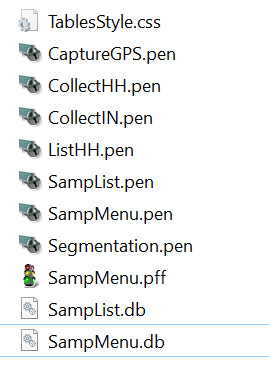 TablesStyle.css
CaptureGPS.pen
CollectHH.pen
CollectIN.pen
ListHH.pen
SampList.pen
SampMenu.pen
Segmentation.pen
SampMenu.pff
SampList.db
SampMenu.db